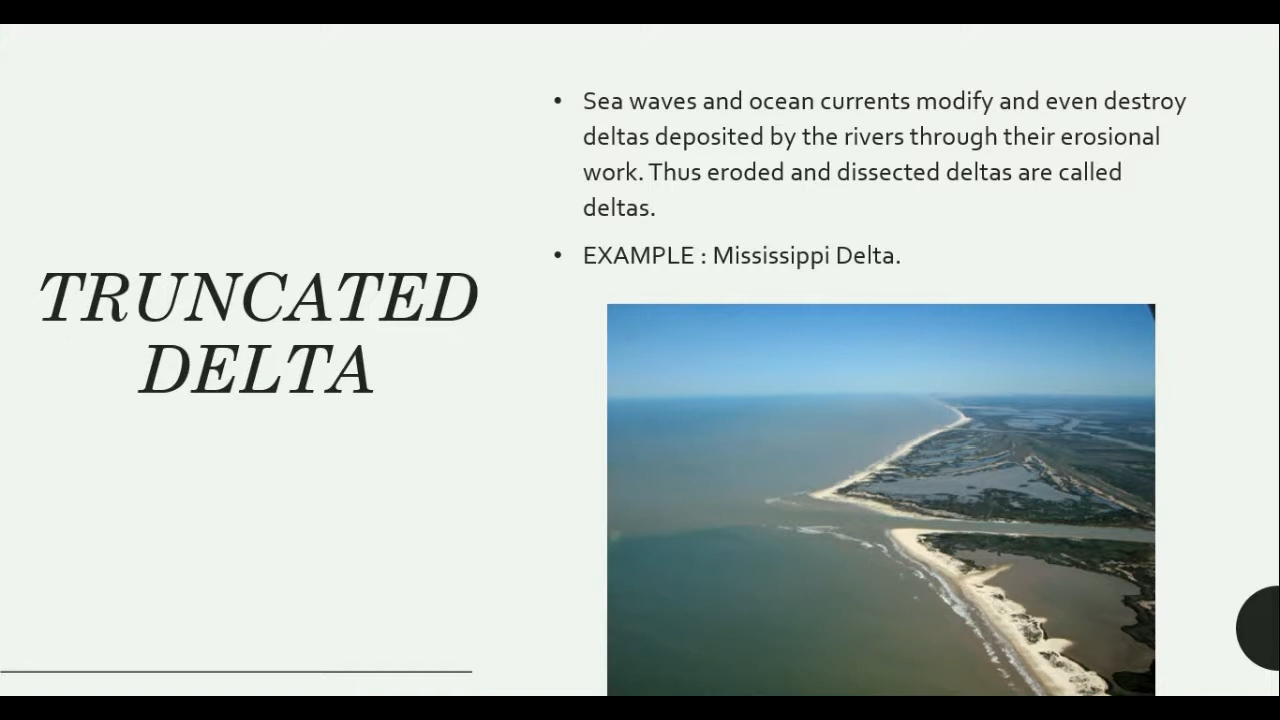 TRUNCATED
DELTA
• Sea waves and ocean currents modify and even destroy
deltas deposited by the rivers through their erosional
work. Thus eroded and dissected deltas are called
deltas.
• EXAMPLE : Mississippi Delta.